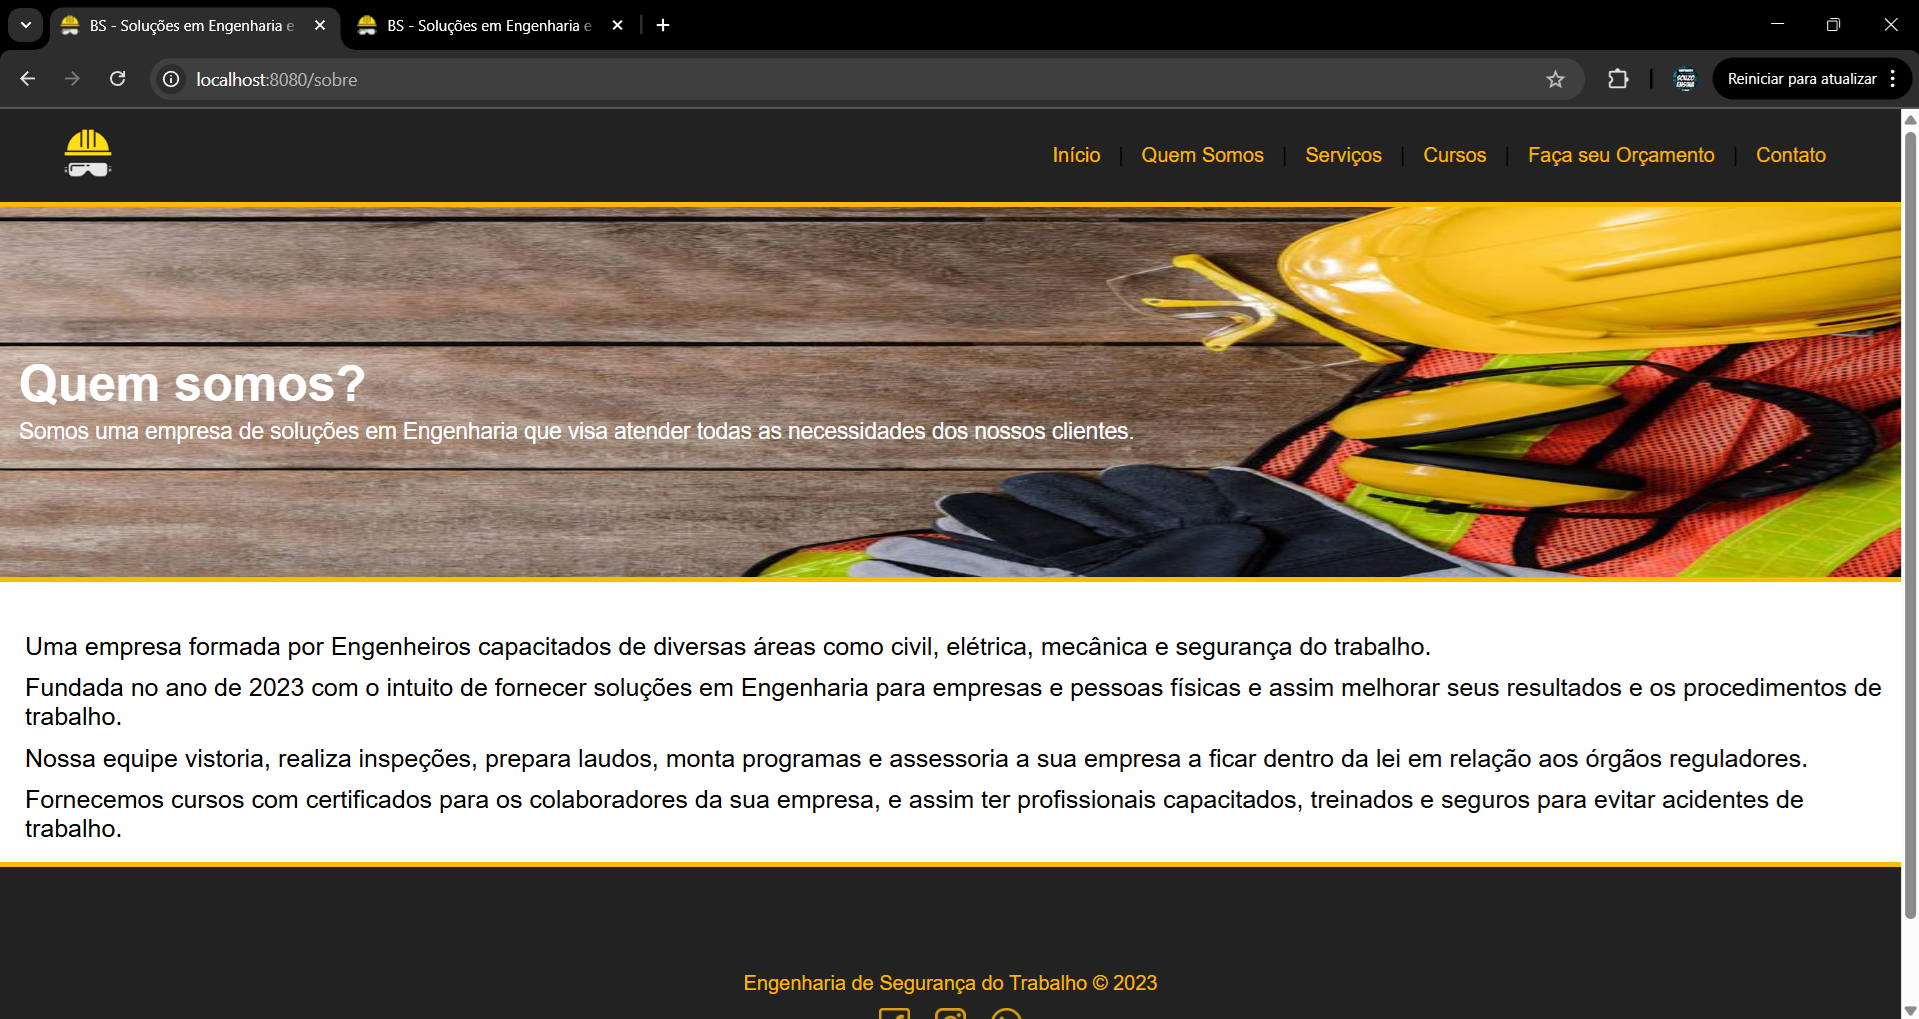 BS - Soluções em Engenharia e
BS - Soluções em Engenharia e
localhost:8080/sobre
Reiniciar para atualizar
Início | Quem Somos | Serviços | Cursos | Faça seu Orçamento | Contato
Quem somos?
Somos uma empresa de soluções em Engenharia que visa atender todas as necessidades dos nossos clientes.
Uma empresa formada por Engenheiros capacitados de diversas áreas como civil, elétrica, mecânica e segurança do trabalho.
Fundada no ano de 2023 com o intuito de fornecer soluções em Engenharia para empresas e pessoas físicas e assim melhorar seus resultados e os procedimentos de
trabalho.
Nossa equipe vistoria, realiza inspeções, prepara laudos, monta programas e assessoria a sua empresa a ficar dentro da lei em relação aos órgãos reguladores.
Fornecemos cursos com certificados para os colaboradores da sua empresa, e assim ter profissionais capacitados, treinados e seguros para evitar acidentes de
trabalho.
Engenharia de Segurança do Trabalho © 2023